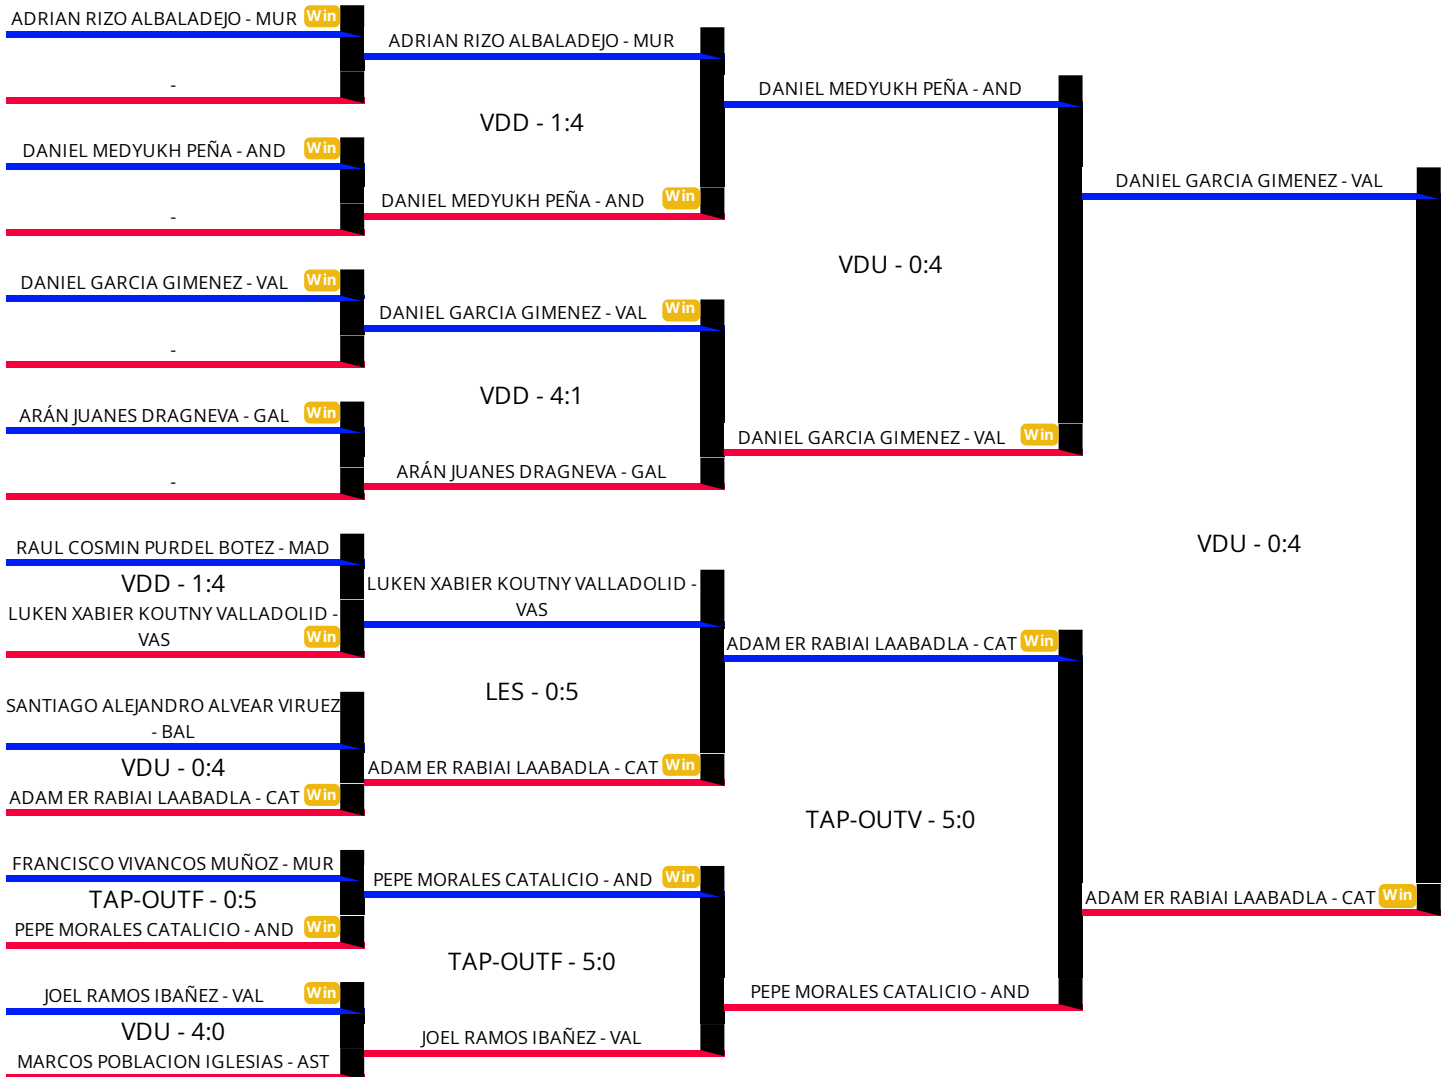 ADRIAN RIZO ALBALADEJO - MUR Win
-
DANIEL MEDYUKH PEÑA - AND Win
-
DANIEL GARCIA GIMENEZ - VAL Win
-
ARÁN JUANES DRAGNEVA - GAL Win
-
RAUL COSMIN PURDEL BOTEZ - MAD
VDD - 1:4
LUKEN XABIER KOUTNY VALLADOLID -
VAS Win
SANTIAGO ALEJANDRO ALVEAR VIRUEZ
- BAL
VDU - 0:4
ADAM ER RABIAI LAABADLA - CAT Win
FRANCISCO VIVANCOS MUÑOZ - MUR
TAP-OUTF - 0:5
PEPE MORALES CATALICIO - AND Win
JOEL RAMOS IBAÑEZ - VAL Win
VDU - 4:0
MARCOS POBLACION IGLESIAS - AST
ADRIAN RIZO ALBALADEJO - MUR
VDD - 1:4
DANIEL MEDYUKH PEÑA - AND Win
DANIEL GARCIA GIMENEZ - VAL Win
VDD - 4:1
ARÁN JUANES DRAGNEVA - GAL
LUKEN XABIER KOUTNY VALLADOLID -
VAS
LES - 0:5
ADAM ER RABIAI LAABADLA - CAT Win
PEPE MORALES CATALICIO - AND Win
TAP-OUTF - 5:0
JOEL RAMOS IBAÑEZ - VAL
DANIEL MEDYUKH PEÑA - AND
VDU - 0:4
DANIEL GARCIA GIMENEZ - VAL Win
ADAM ER RABIAI LAABADLA - CAT Win
TAP-OUTV - 5:0
PEPE MORALES CATALICIO - AND
DANIEL GARCIA GIMENEZ - VAL
VDU - 0:4
ADAM ER RABIAI LAABADLA - CAT Win